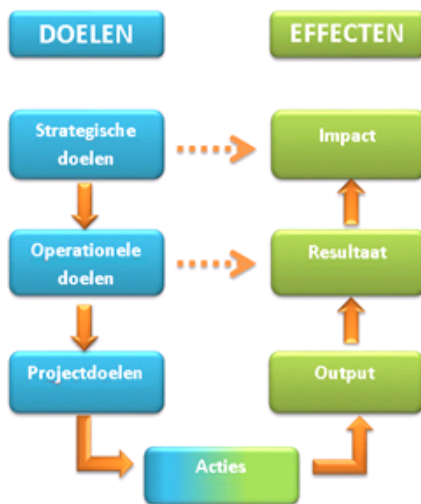 DOELEN
EFFECTEN
Strategische
doelen
Impact
Operationele
doelen
Resultaat
Projectdoelen
Output
Acties